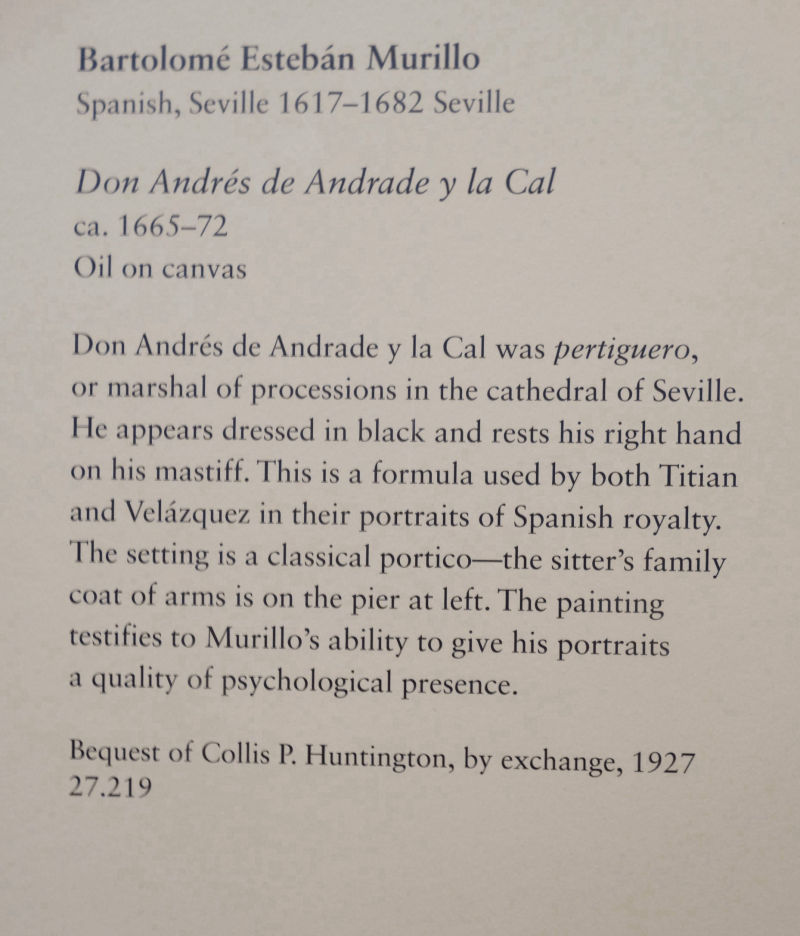 Bartolomé Estebán Murillo
Spanish, Seville 1617–1682 Seville
Don Andrés de Andrade y la Cal
ca. 1665–72
Oil on canvas
Don Andrés de Andrade y la Cal was pertiguero,
or marshal of processions in the cathedral of Seville.
He appears dressed in black and rests his right hand
on his mastiff. This is a formula used by both Titian
and Velázquez in their portraits of Spanish royalty.
The setting is a classical portico—the sitter’s family
coat of arms is on the pier at left. The painting
testifies to Murillo’s ability to give his portraits
a quality of psychological presence.
Bequest of Collis P. Huntington, by exchange, 1927
27.219